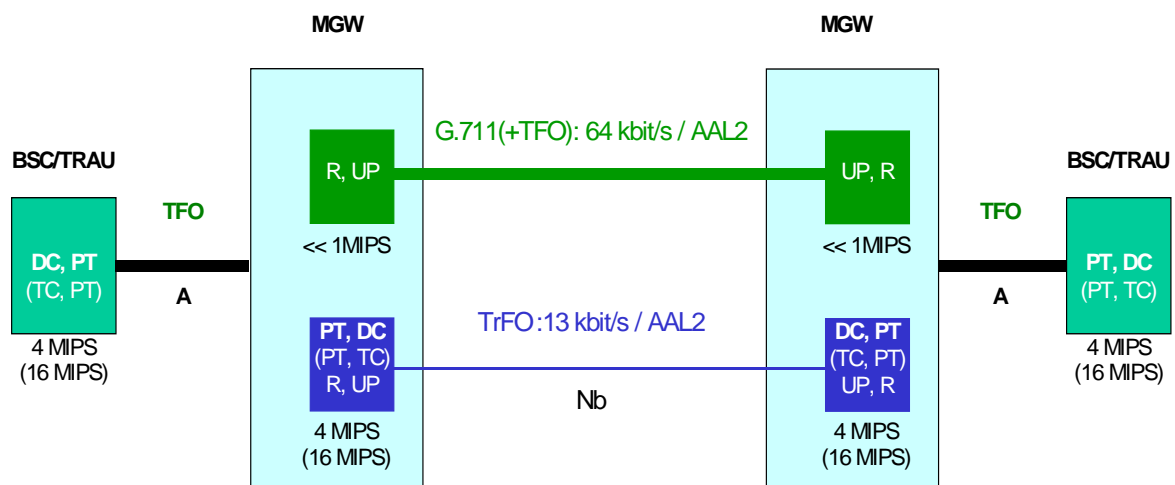 MGW
MGW
G.711(+TFO): 64 kbit/s / AAL2
BSC/TRAU
BSC/TRAU
R, UP
UP, R
TFO
TFO
<< 1MIPS
<< 1MIPS
DC, PT
(TC, PT)
PT, DC
(PT, TC)
A
A
TrFO:13 kbit/s / AAL2
PT, DC
(PT, TC)
R, UP
DC, PT
(TC, PT)
UP, R
4 MIPS
(16 MIPS)
4 MIPS
(16 MIPS)
Nb
4 MIPS
(16 MIPS)
4 MIPS
(16 MIPS)